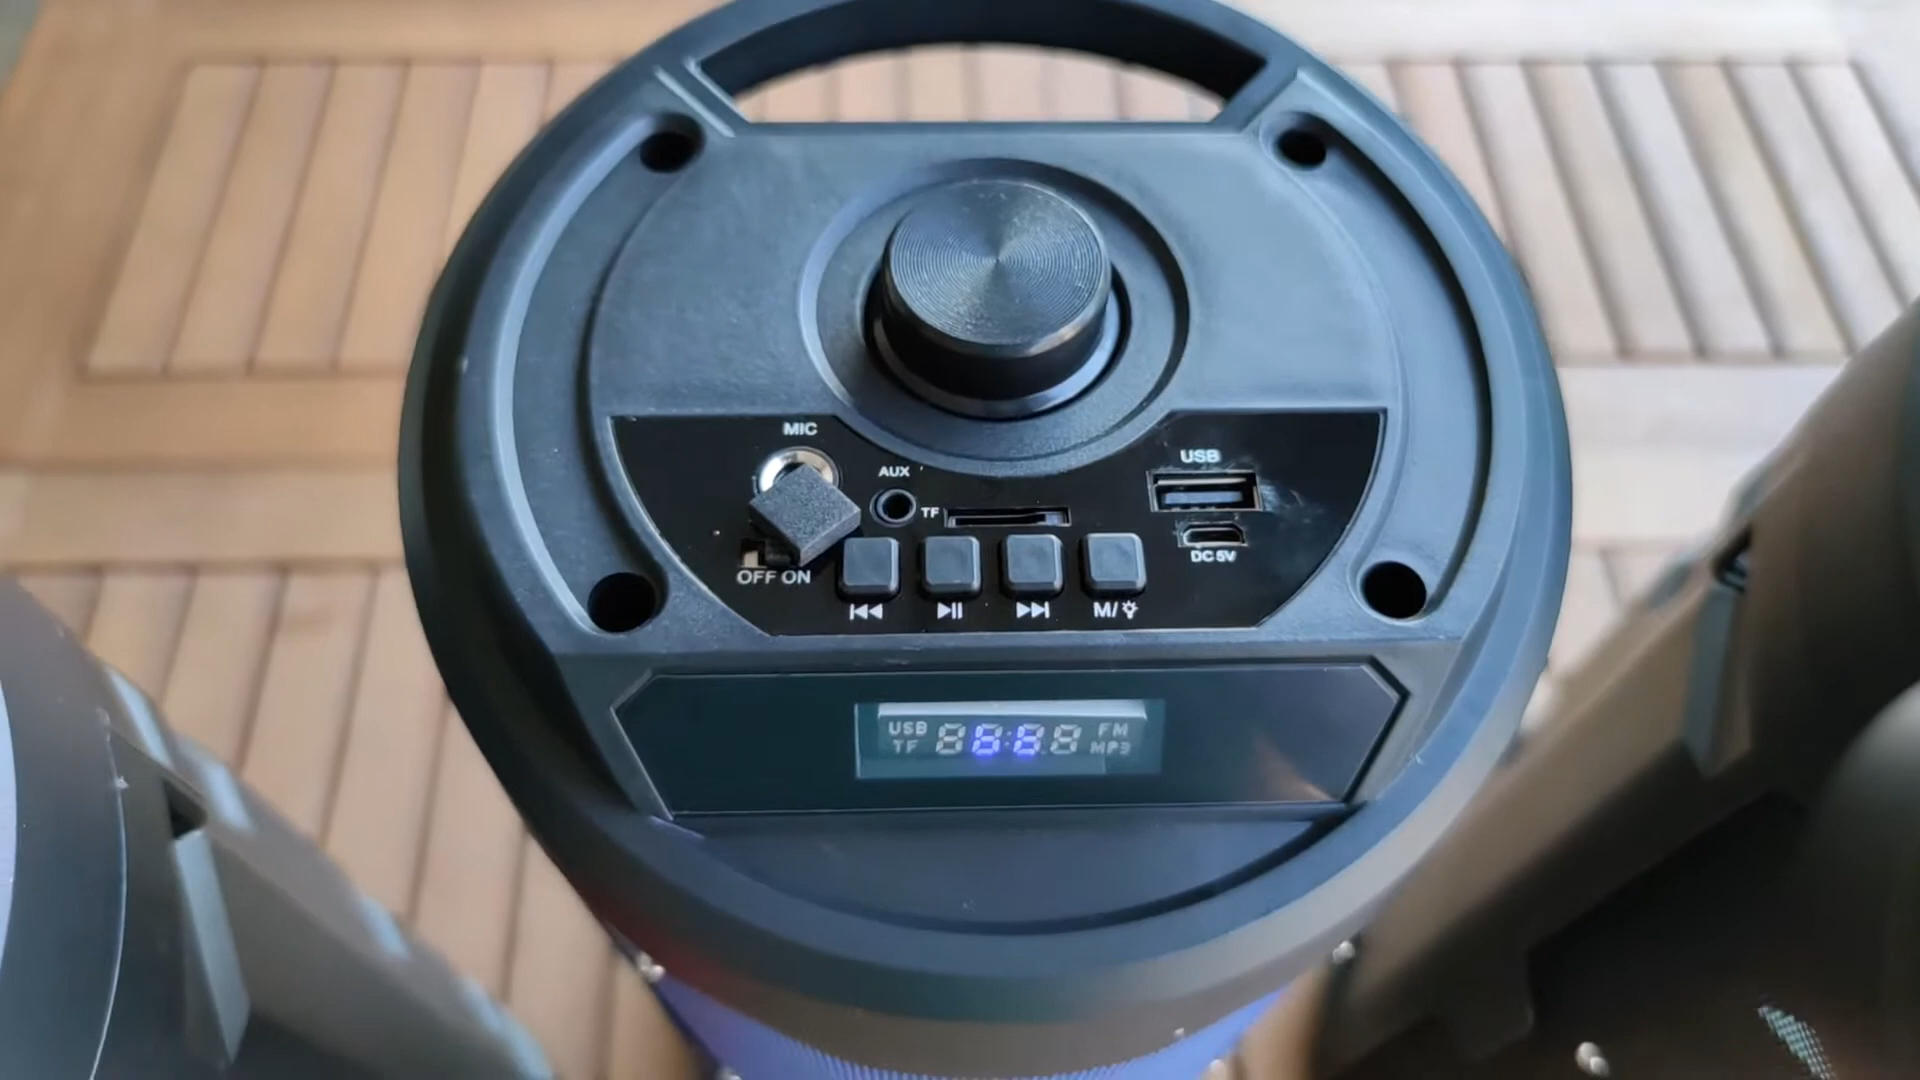 MIC
AUX
USB
TF
DC 5V
OFF ON
M/
USB
TF
FM
MP3